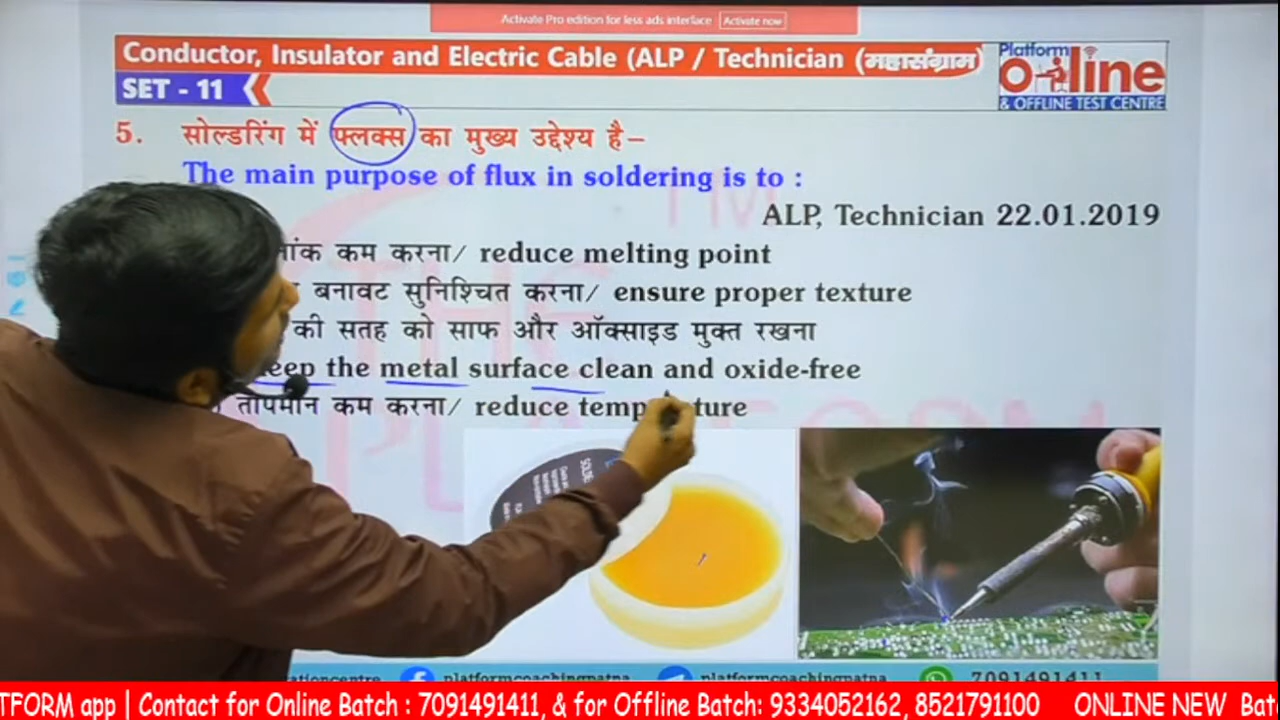 Activate Pro edition for less ads interface Activate now
Conductor, Insulator and Electric Cable (ALP / Technician (महासंग्राम)
Platform
Online
& OFFLINE TEST CENTRE
SET - 11
5. सोल्डरिंग में फ्लक्स का मुख्य उद्देश्य है–
The main purpose of flux in soldering is to :
ALP, Technician 22.01.2019
कम करना/ reduce melting point
बनावट सुनिश्चित करना/ ensure proper texture
की सतह को साफ और ऑक्साइड मुक्त रखना
keep the metal surface clean and oxide-free
तापमान कम करना/ reduce temperature
platformcoachingpatna
platformcoachingpatna
7091491411
TFORM app | Contact for Online Batch : 7091491411, & for Offline Batch: 9334052162, 8521791100 ONLINE NEW